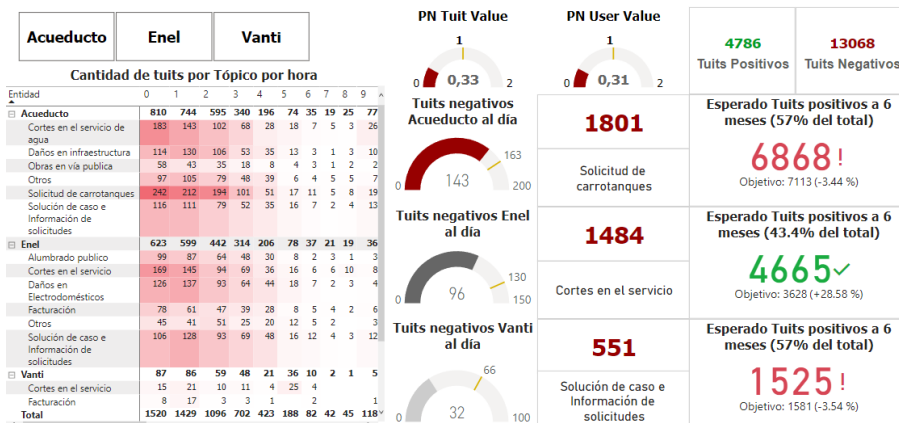 Acueducto Enel Vanti
Cantidad de tuits por Tópico por hora
Entidad 0 1 2 3 4 5 6 7 8 9
Acueducto 810 744 595 340 196 74 35 19 25 77
Cortes en el servicio de agua 183 143 102 68 28 18 7 5 3 26
Daños en infraestructura 114 130 106 53 35 13 3 1 3 10
Obras en vía publica 58 43 35 18 8 4 3 1 2 2
Otros 97 105 79 48 39 6 4 5 5 7
Solicitud de carrotanques 242 212 194 101 51 17 11 5 8 19
Solución de caso e Información de solicitudes 116 111 79 52 35 16 7 2 4 13
Enel 623 599 442 314 206 78 37 21 19 36
Alumbrado publico 99 87 64 48 30 8 2 3 1 3
Cortes en el servicio 169 145 94 69 36 16 6 6 10 8
Daños en Electrodomésticos 126 137 93 64 44 18 7 2 3 4
Facturación 78 61 47 39 28 8 5 4 2 6
Otros 45 41 51 25 20 12 5 2 3
Solución de caso e Información de solicitudes 106 128 93 69 48 16 12 4 3 12
Vanti 87 86 59 48 21 36 10 2 1 5
Cortes en el servicio 15 21 10 11 4 25 4
Facturación 8 17 3 3 1 2 1
Total 1520 1429 1096 702 423 188 82 42 45 118
PN Tuit Value
1
0 0,33 2
PN User Value
1
0 0,31 2
4786
Tuits Positivos
13068
Tuits Negativos
Tuits negativos
Acueducto al día
163
0 143 200
1801
Solicitud de
carrotanques
Esperado Tuits positivos a 6
meses (57% del total)
6868!
Objetivo: 7113 (-3.44 %)
Tuits negativos Enel
al día
130
0 96 150
1484
Cortes en el servicio
Esperado Tuits positivos a 6
meses (43.4% del total)
4665
Objetivo: 3628 (+28.58 %)
Tuits negativos Vanti
al día
66
0 32 100
551
Solución de caso e
Información de
solicitudes
Esperado Tuits positivos a 6
meses (57% del total)
1525!
Objetivo: 1581 (-3.54 %)